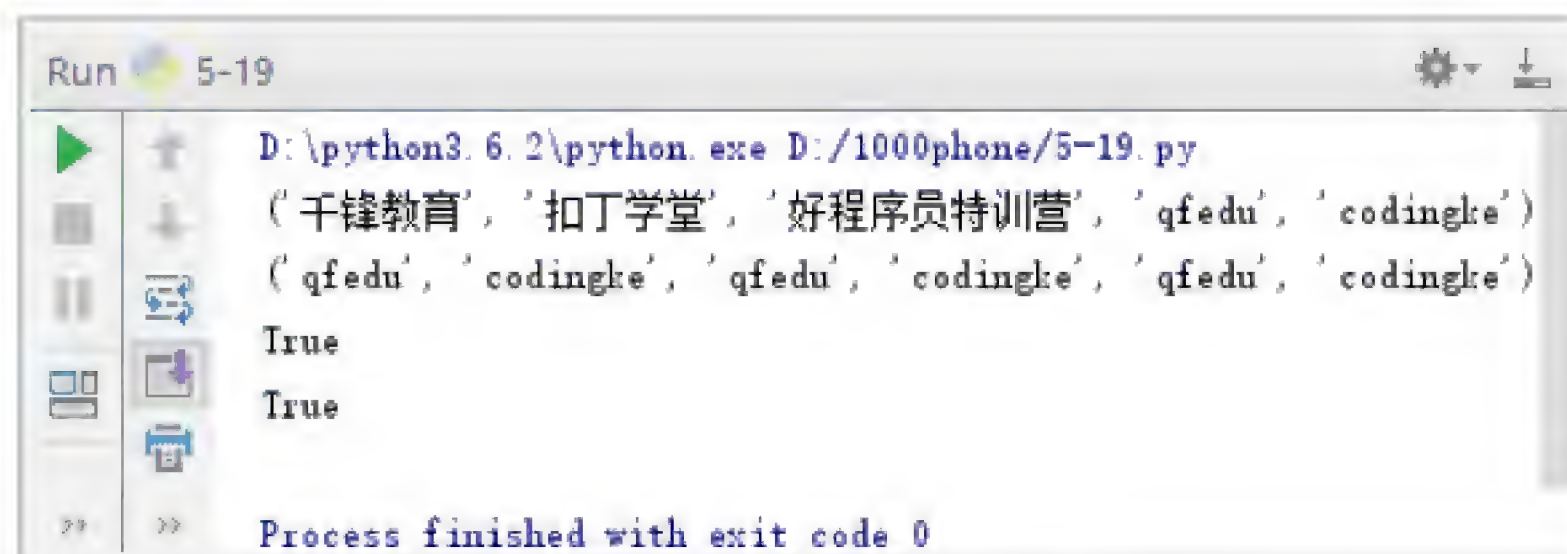 Run 5-19
D:\python3.6.2\python.exe D:/1000phone/5-19.py
('千锋教育', '扣丁学堂', '好程序员特训营', 'qfedu', 'codingke')
('qfedu', 'codingke', 'qfedu', 'codingke', 'qfedu', 'codingke')
True
True
Process finished with exit code 0